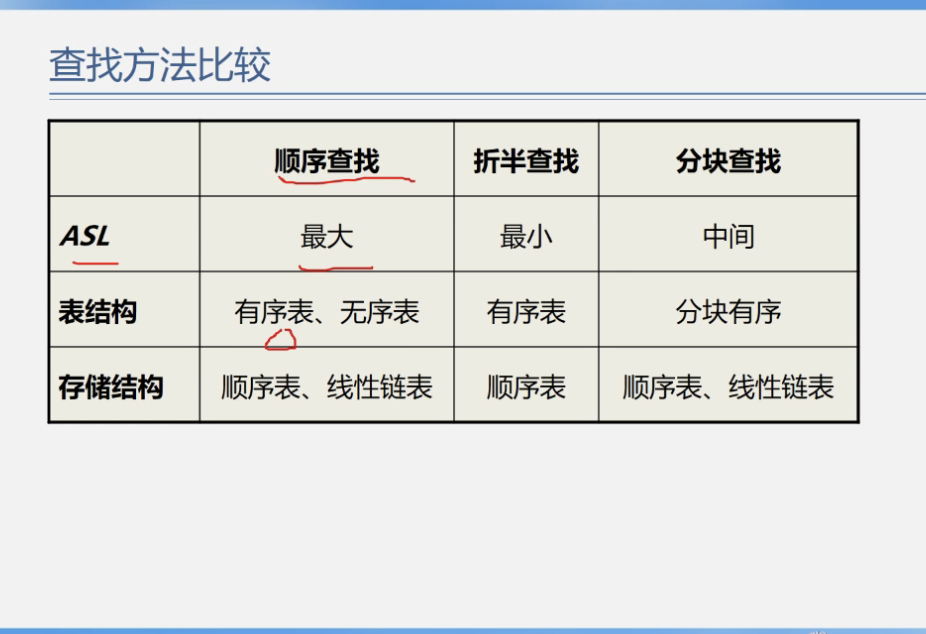 查找方法比较
顺序查找 折半查找 分块查找
ASL 最大 最小 中间
表结构 有序表、无序表 有序表 分块有序
存储结构 顺序表、线性链表 顺序表 顺序表、线性链表